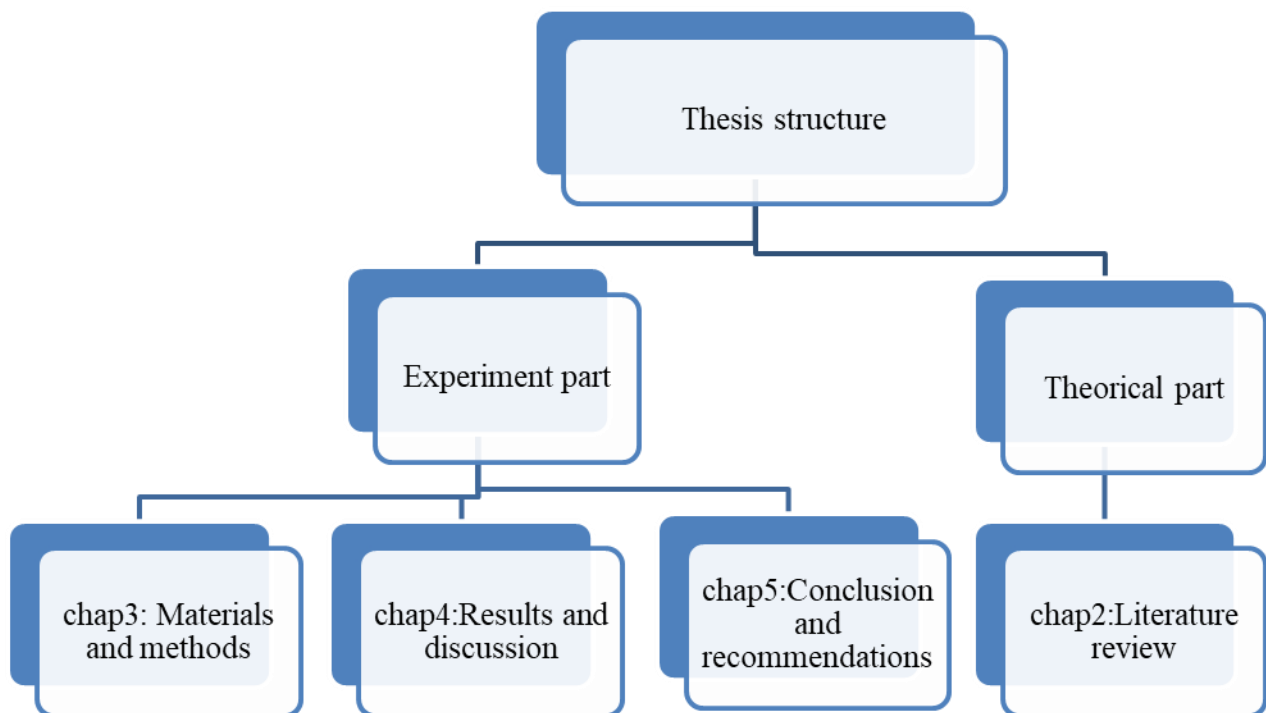 Thesis structure
Experiment part
Theorical part
chap3: Materials
and methods
chap4:Results and
discussion
chap5:Conclusion
and
recommendations
chap2:Literature
review